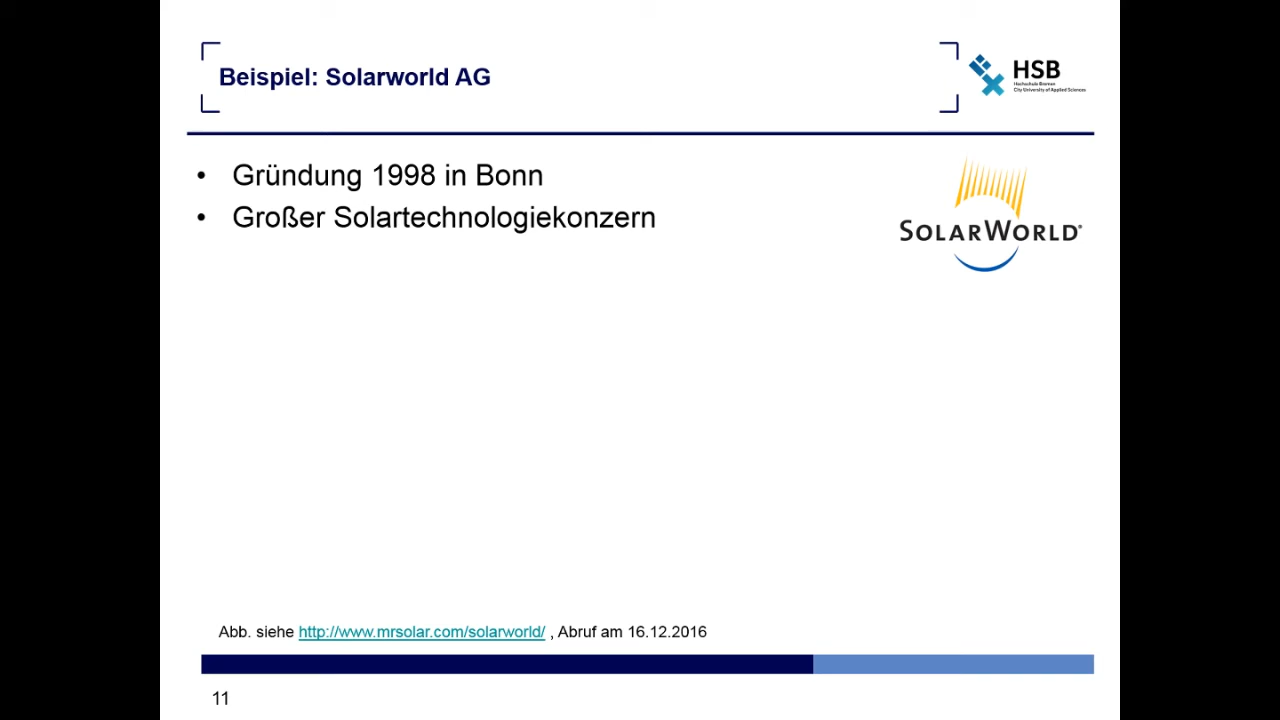 Beispiel: Solarworld AG
HSB
Hochschule Bremen
City University of Applied Sciences
• Gründung 1998 in Bonn
• Großer Solartechnologiekonzern
SOLARWORLD®
Abb. siehe http://www.mrsolar.com/solarworld/ , Abruf am 16.12.2016
11